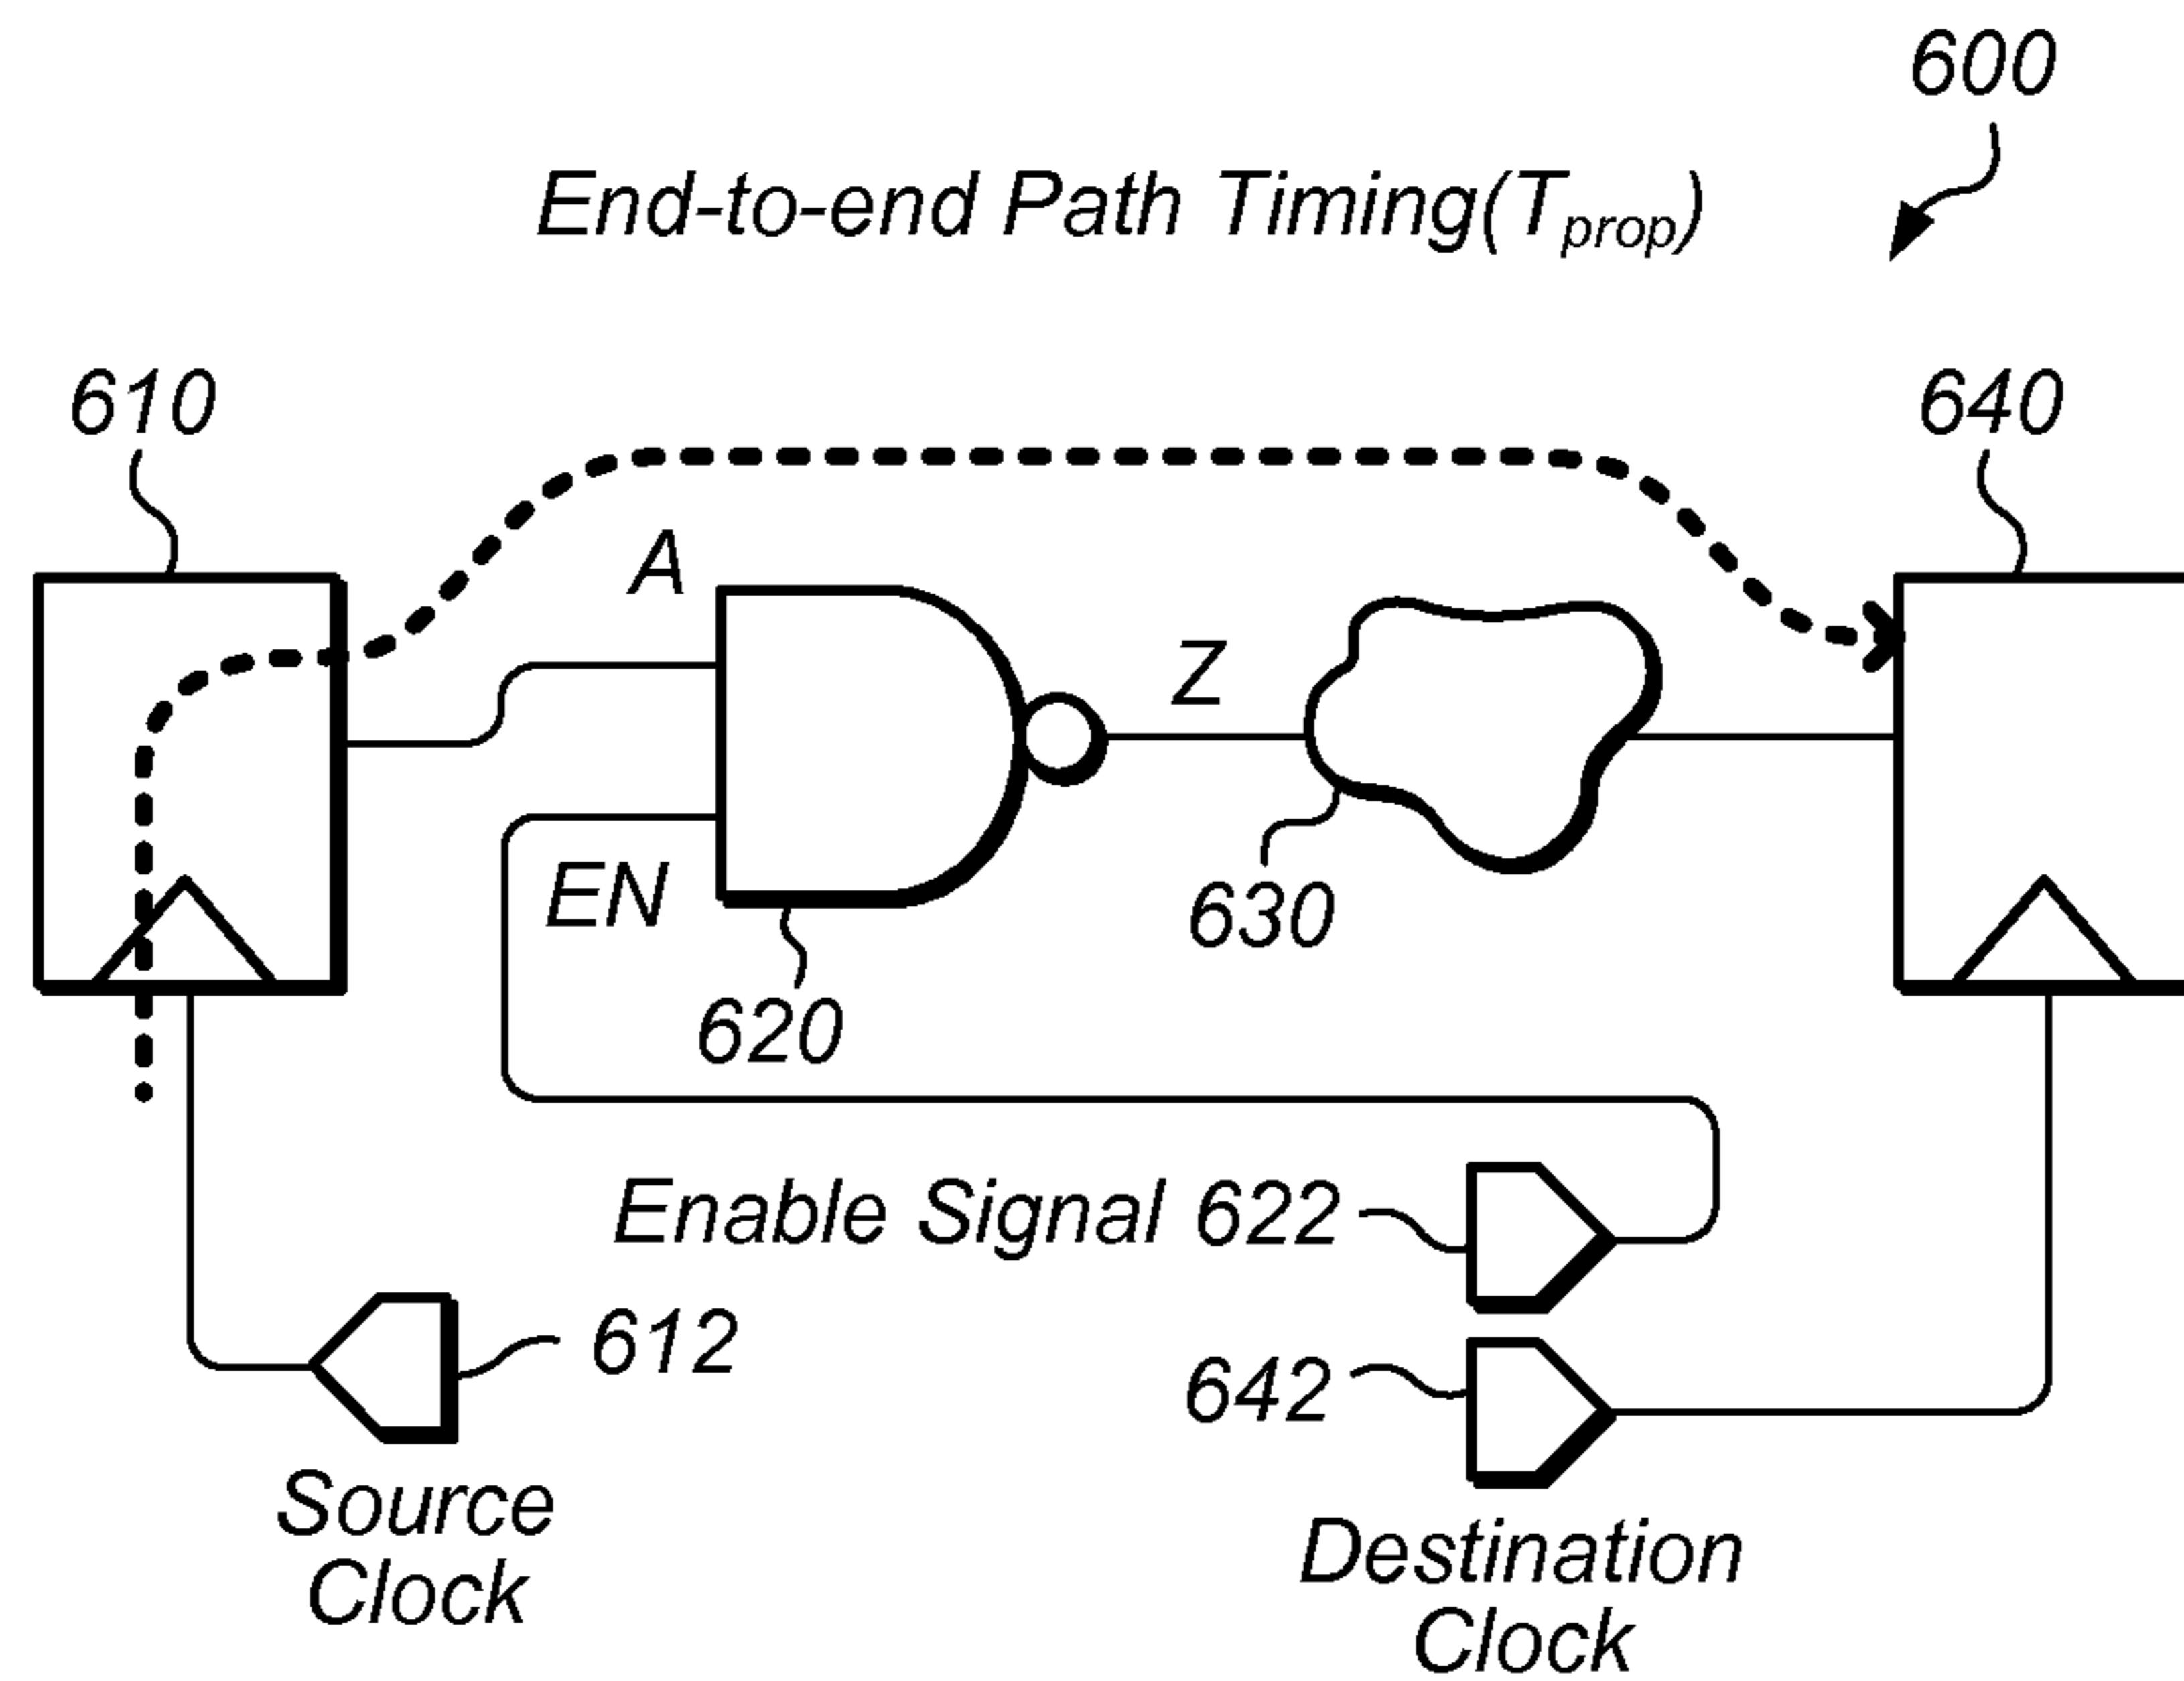 600
End-to-end Path Timing(Tprop)
610
640
A
Z
EN
630
620
Enable Signal 622
612
642
Source
Clock
Destination
Clock